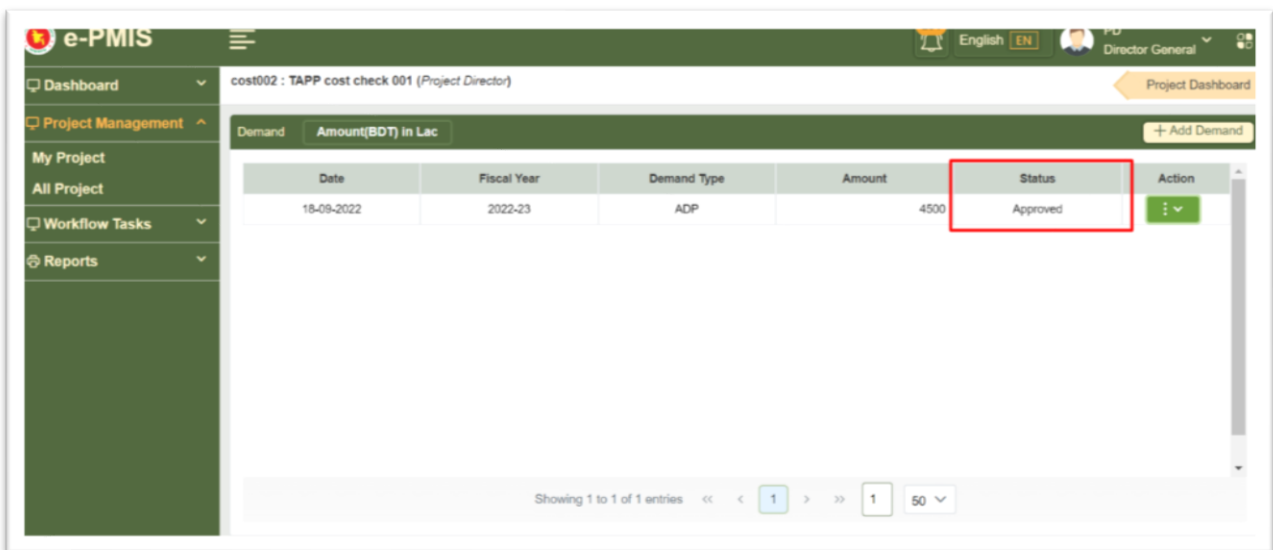 e-PMIS
English EN
PD
Director General
Dashboard
cost002 : TAPP cost check 001 (Project Director)
Project Dashboard
Project Management
Demand Amount(BDT) in Lac
+ Add Demand
My Project
All Project
Workflow Tasks
Reports
Date Fiscal Year Demand Type Amount Status Action
18-09-2022 2022-23 ADP 4500 Approved
Showing 1 to 1 of 1 entries << < 1 > >> 1 50